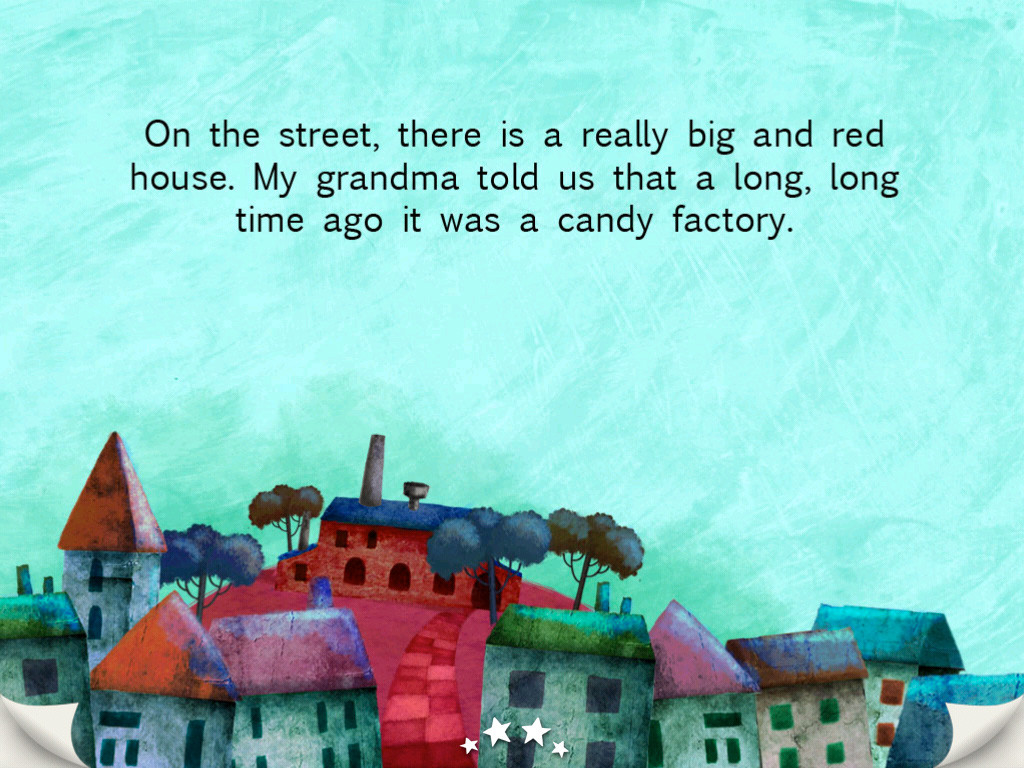 On the street, there is a really big and red
house. My grandma told us that a long, long
time ago it was a candy factory.